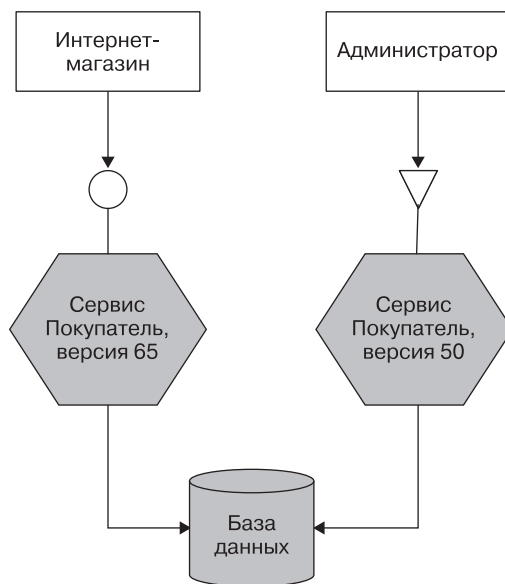 Интернет-
магазин
Администратор
Сервис
Покупатель,
версия 65
Сервис
Покупатель,
версия 50
База
данных